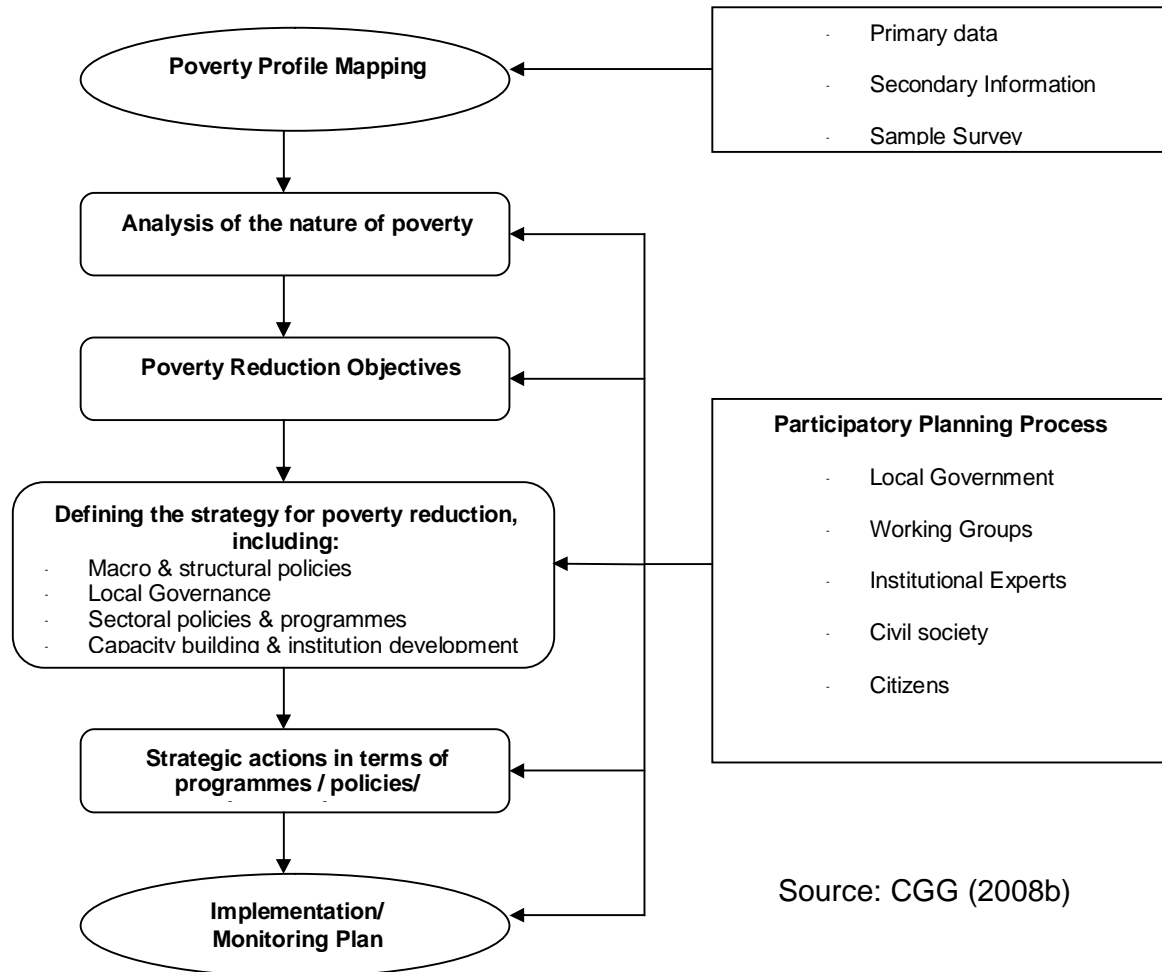 Poverty Profile Mapping
- Primary data
- Secondary Information
- Sample Survey
Analysis of the nature of poverty
Poverty Reduction Objectives
Defining the strategy for poverty reduction,
including:
- Macro & structural policies
- Local Governance
- Sectoral policies & programmes
- Capacity building & institution development
Participatory Planning Process
- Local Government
- Working Groups
- Institutional Experts
- Civil society
- Citizens
Strategic actions in terms of
programmes / policies/
Implementation/
Monitoring Plan
Source: CGG (2008b)